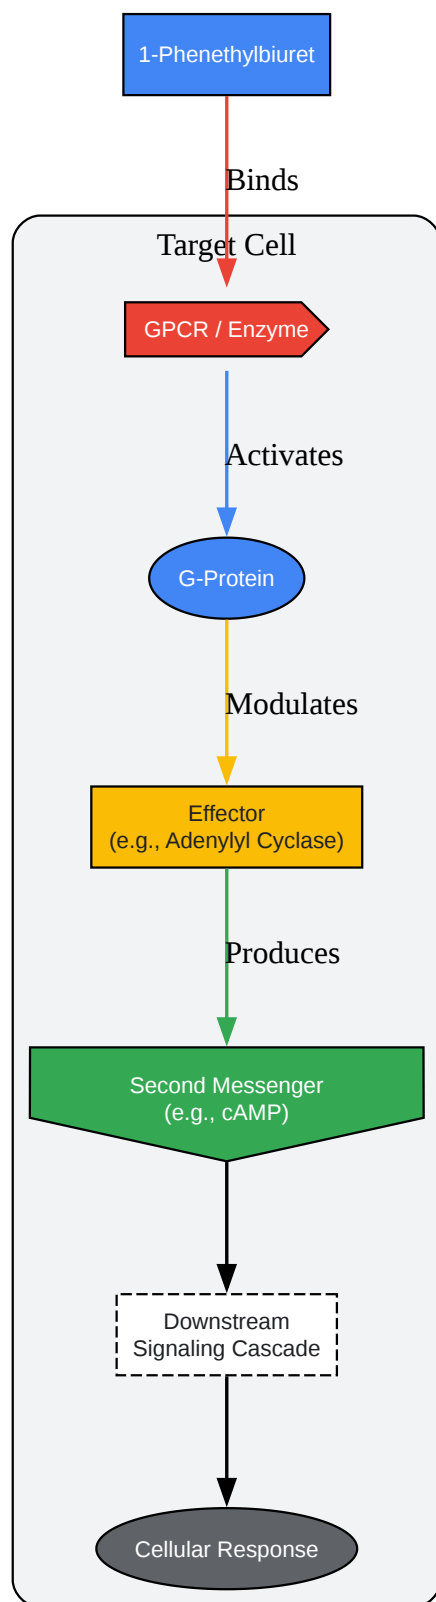 1-Phenethylbiuret
Binds
Target Cell
GPCR / Enzyme
Activates
G-Protein
Modulates
Effector
(e.g., Adenylyl Cyclase)
Produces
Second Messenger
(e.g., cAMP)
Downstream
Signaling Cascade
Cellular Response